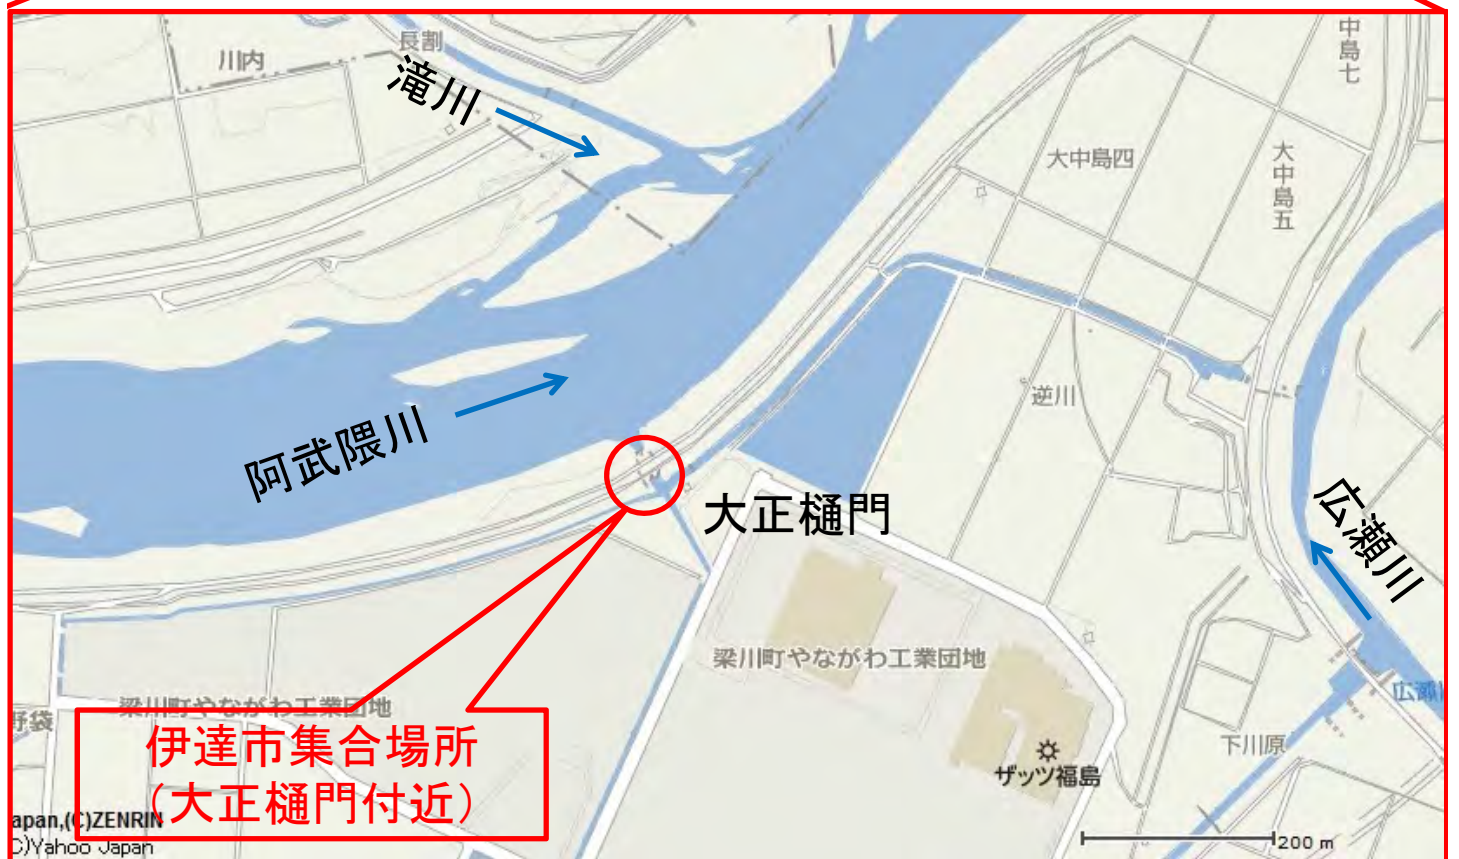 長割
川内
滝川
中島七
大中島四
大中島五
逆川
阿武隈川
大正樋門
広瀬川
梁川町やながわ工業団地
梁川町やながわ工業団地
広瀬
野袋
伊達市集合場所
（大正樋門付近）
下川原
ザッツ福島
apan,(C)ZENRIN
C)Yahoo Japan
200 m